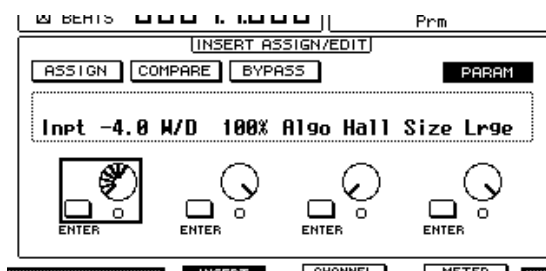 BEATS Prm
INSERT ASSIGN/EDIT
ASSIGN COMPARE BYPASS PARAM
Inpt -4.0 W/D 100% Algo Hall Size Lrge
ENTER ENTER ENTER ENTER
INSERT CHANNEL METER